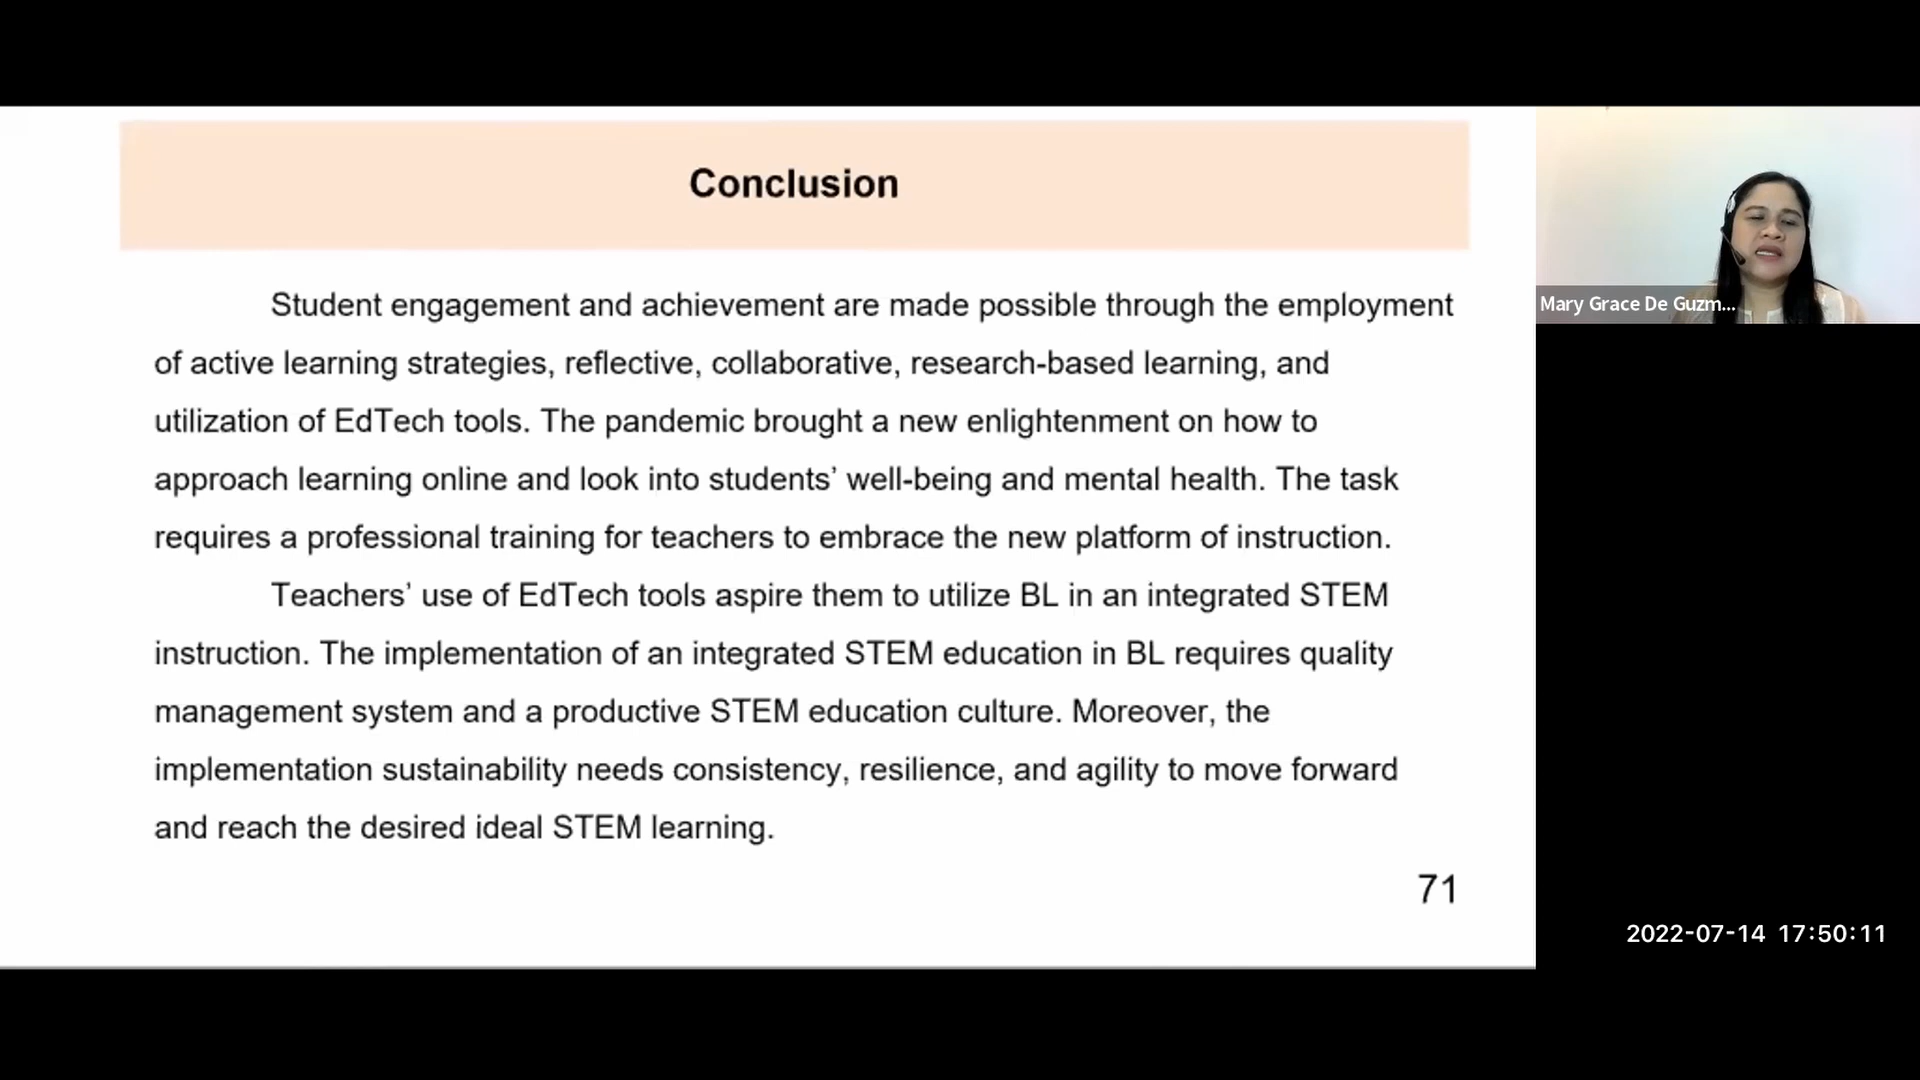 Conclusion
Student engagement and achievement are made possible through the employment
of active learning strategies, reflective, collaborative, research-based learning, and
utilization of EdTech tools. The pandemic brought a new enlightenment on how to
approach learning online and look into students’ well-being and mental health. The task
requires a professional training for teachers to embrace the new platform of instruction.
Teachers’ use of EdTech tools aspire them to utilize BL in an integrated STEM
instruction. The implementation of an integrated STEM education in BL requires quality
management system and a productive STEM education culture. Moreover, the
implementation sustainability needs consistency, resilience, and agility to move forward
and reach the desired ideal STEM learning.
71
Mary Grace De Guzm...
2022-07-14 17:50:11